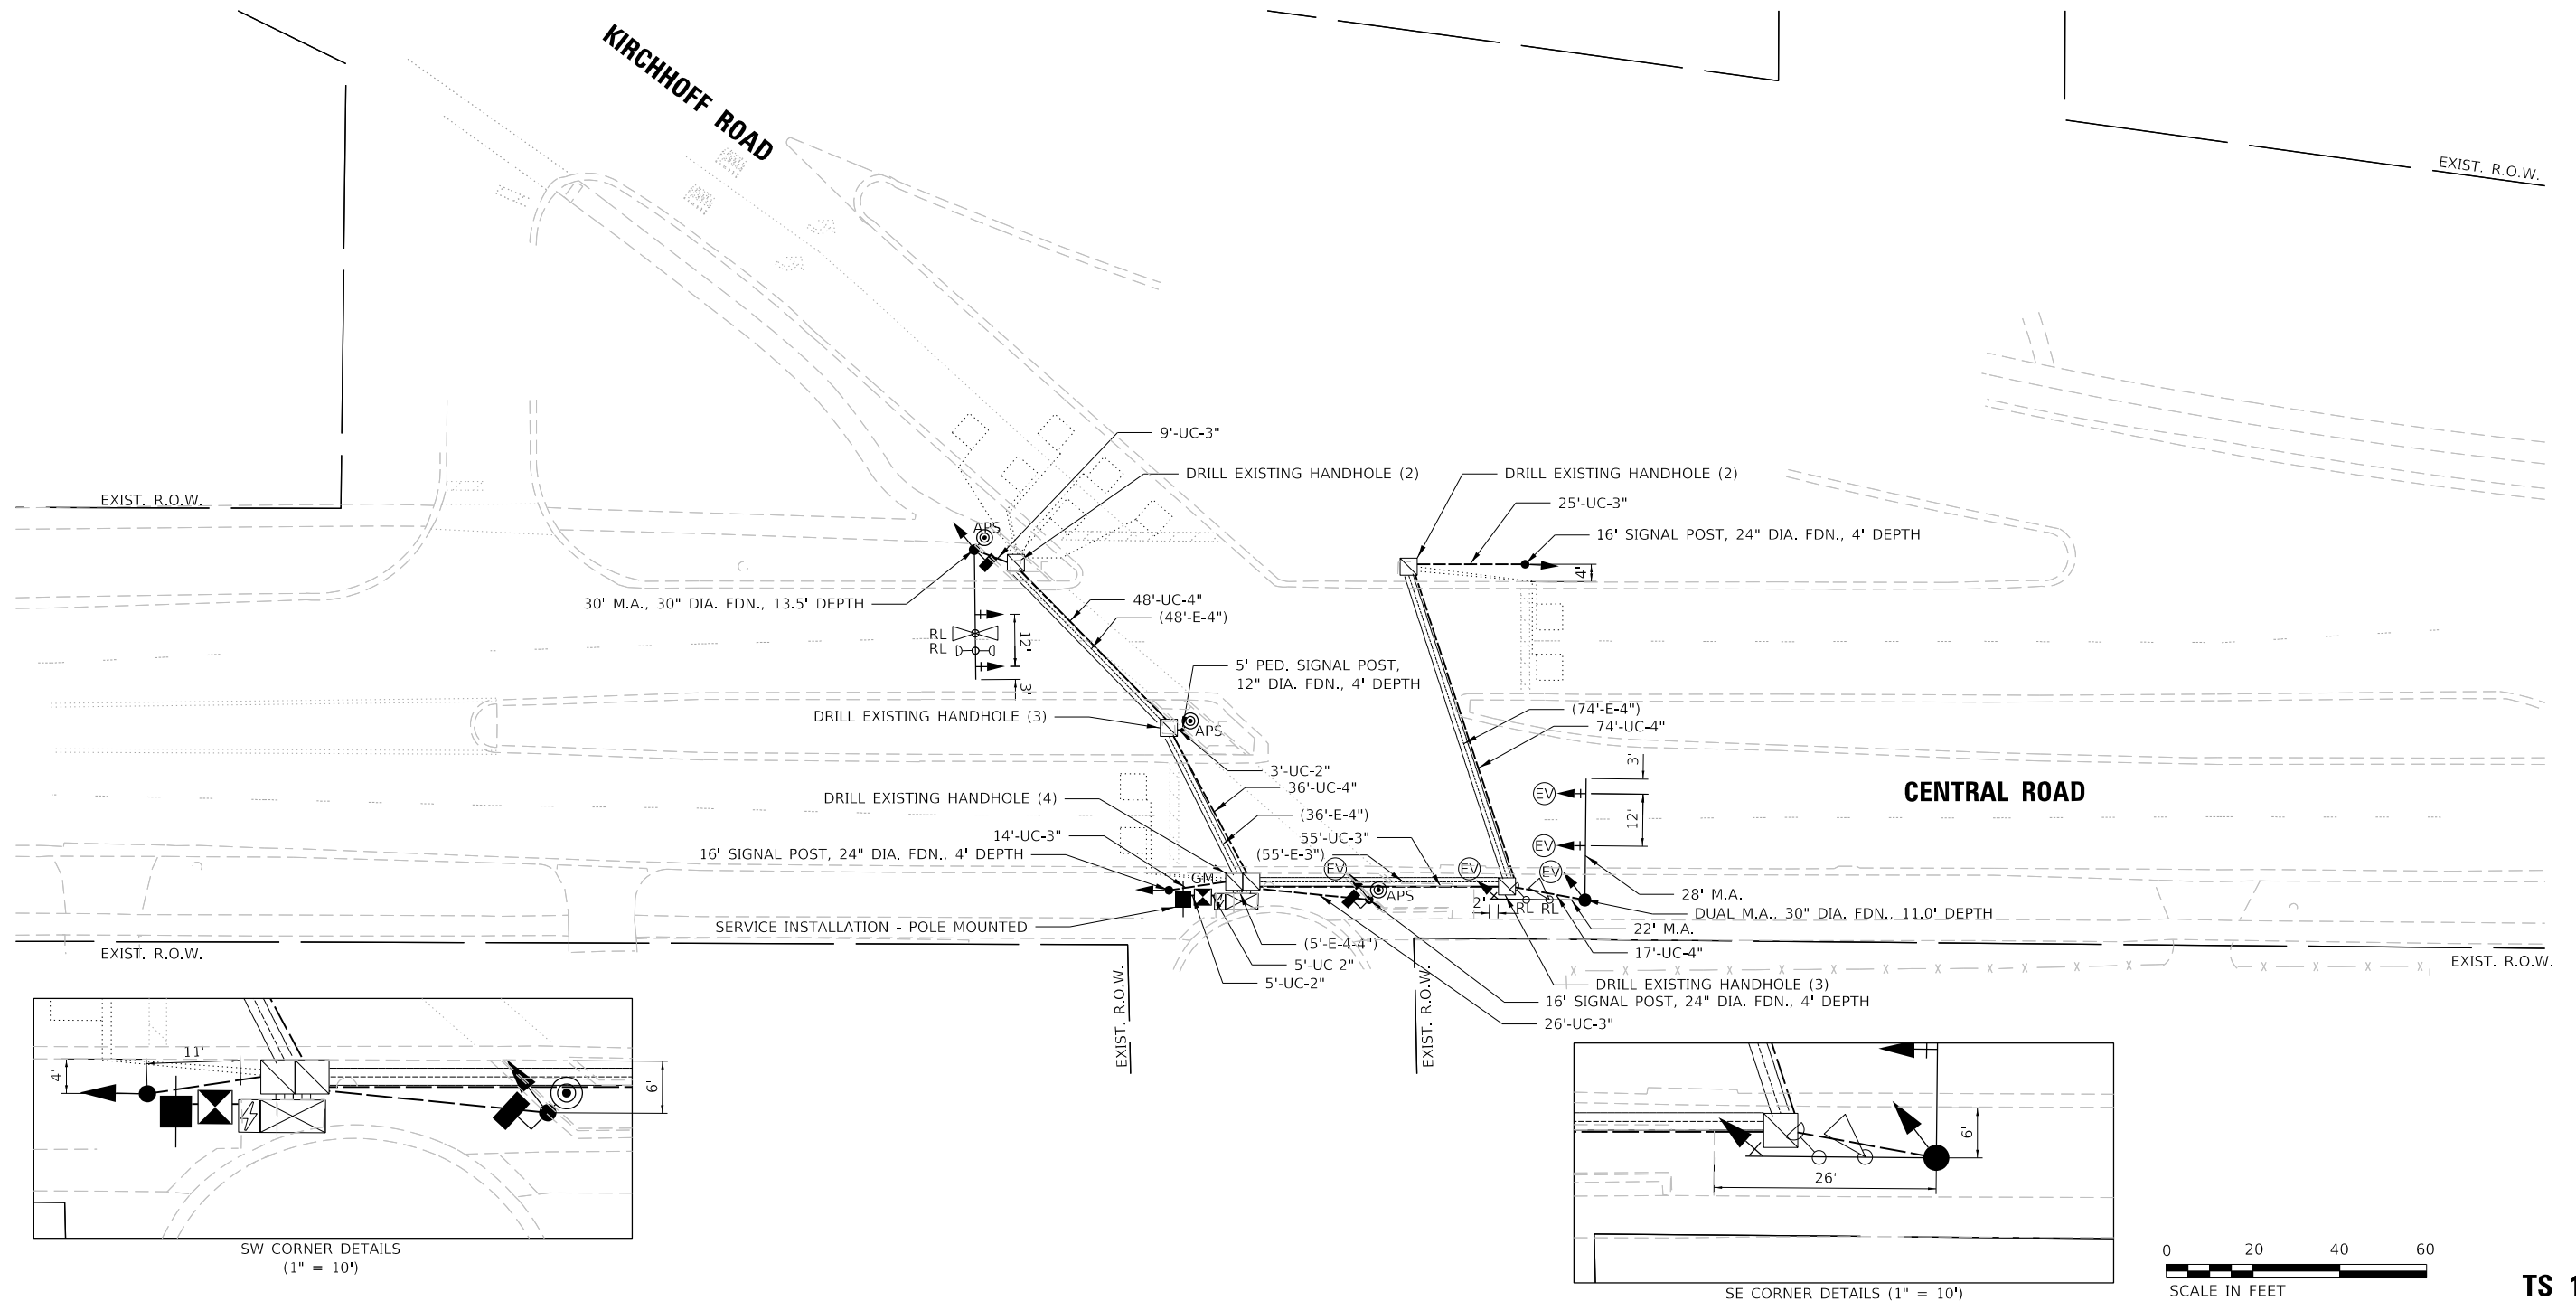 KIRCHHOFF ROAD
EXIST. R.O.W.
9'-UC-3"
DRILL EXISTING HANDHOLE (2)
DRILL EXISTING HANDHOLE (2)
EXIST. R.O.W.
25'-UC-3"
APS
16' SIGNAL POST, 24" DIA. FDN., 4' DEPTH
4'
30' M.A., 30" DIA. FDN., 13.5' DEPTH
48'-UC-4"
(48'-E-4")
RL
RL
12'
3'
5' PED. SIGNAL POST,
12" DIA. FDN., 4' DEPTH
DRILL EXISTING HANDHOLE (3)
APS
(74'-E-4")
74'-UC-4"
3'
3'-UC-2"
36'-UC-4"
CENTRAL ROAD
DRILL EXISTING HANDHOLE (4)
EV
(36'-E-4")
12'
14'-UC-3"
55'-UC-3"
EV
16' SIGNAL POST, 24" DIA. FDN., 4' DEPTH
(55'-E-3")
EV
EV
EV
GM
APS
28' M.A.
2'
RL
RL
DUAL M.A., 30" DIA. FDN., 11.0' DEPTH
SERVICE INSTALLATION - POLE MOUNTED
22' M.A.
(5'-E-4-4")
EXIST. R.O.W.
17'-UC-4"
EXIST. R.O.W.
5'-UC-2"
5'-UC-2"
DRILL EXISTING HANDHOLE (3)
16' SIGNAL POST, 24" DIA. FDN., 4' DEPTH
26'-UC-3"
EXIST. R.O.W.
EXIST. R.O.W.
X X X X X X X X X X X X X X X X
11'
4'
6'
SW CORNER DETAILS
(1" = 10')
6'
26'
SE CORNER DETAILS (1" = 10')
0 20 40 60
SCALE IN FEET
TS 1